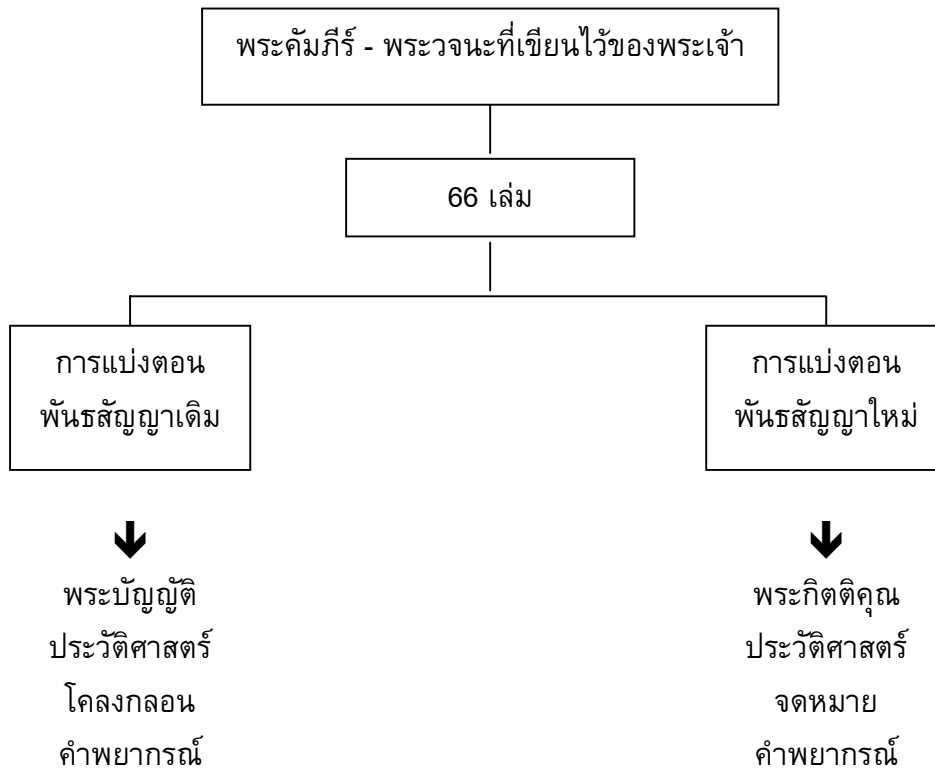 พระคัมภีร์ - พระวจนะที่เขียนไว้ของพระเจ้า
66 เล่ม
การแบ่งตอน
พันธสัญญาเดิม
การแบ่งตอน
พันธสัญญาใหม่
พระบัญญัติ
ประวัติศาสตร์
โคลงกลอน
คำพยากรณ์
พระกิตติคุณ
ประวัติศาสตร์
จดหมาย
คำพยากรณ์